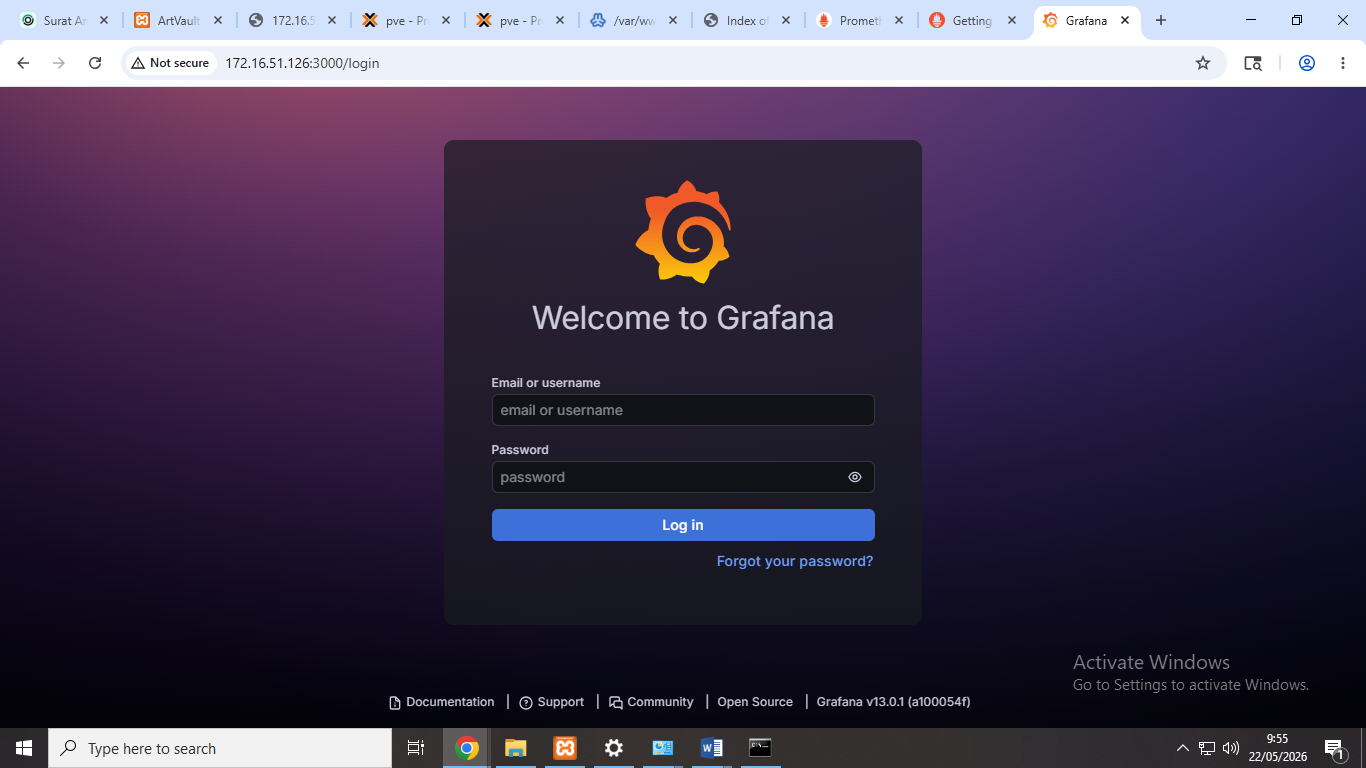 Surat Ar
ArtVault
172.16.5
pve - Pr
pve - Pr
/var/ww
Index of
Prometh
Getting
Grafana
Not secure
172.16.51.126:3000/login
Welcome to Grafana
Email or username
email or username
Password
password
Log in
Forgot your password?
Activate Windows
Go to Settings to activate Windows.
Documentation | Support | Community | Open Source | Grafana v13.0.1 (a100054f)
Type here to search
9:55
22/05/2026
1